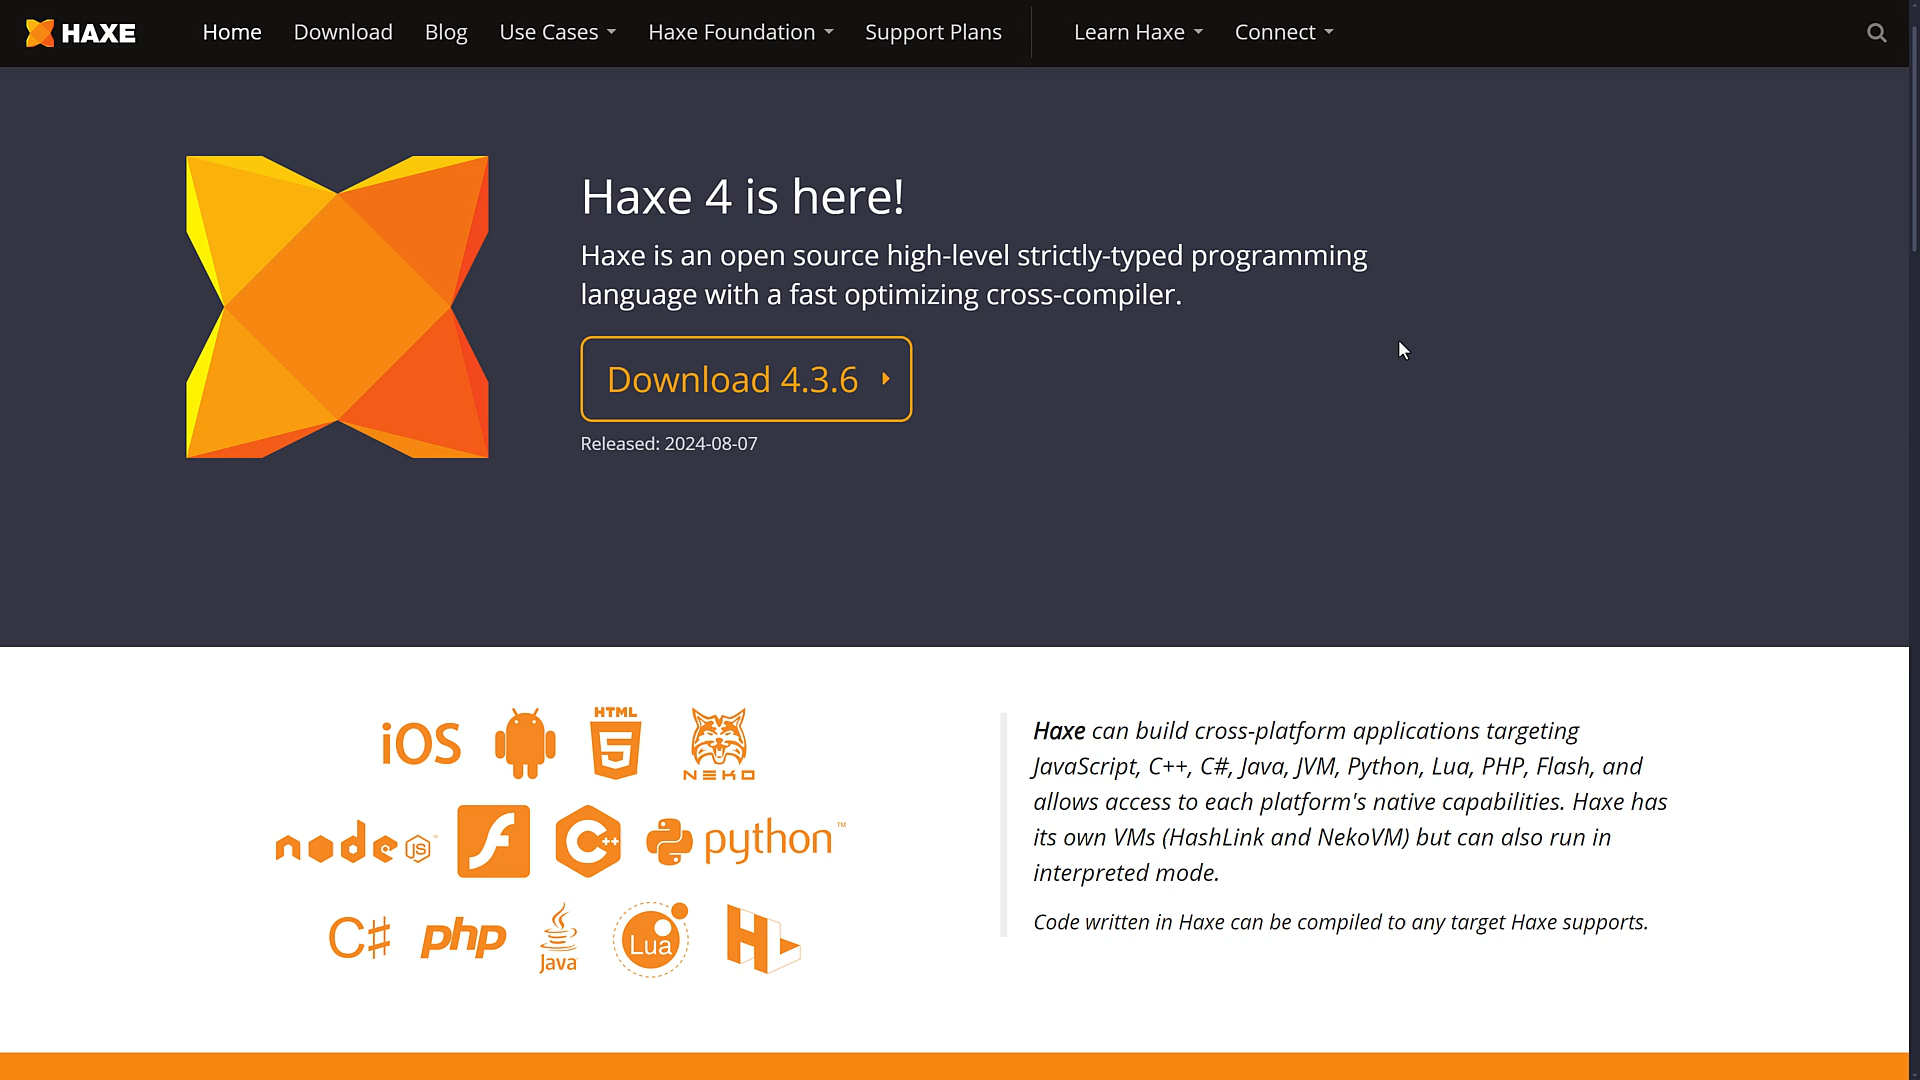 HAXE
Home
Download
Blog
Use Cases
Haxe Foundation
Support Plans
Learn Haxe
Connect
Haxe 4 is here!
Haxe is an open source high-level strictly-typed programming
language with a fast optimizing cross-compiler.
Download 4.3.6
Released: 2024-08-07
iOS
HTML
5
NEKO
node JS ™
f
C++
python ™
C#
php
Java
Lua
HL
Haxe can build cross-platform applications targeting
JavaScript, C++, C#, Java, JVM, Python, Lua, PHP, Flash, and
allows access to each platform's native capabilities. Haxe has
its own VMs (HashLink and NekoVM) but can also run in
interpreted mode.
Code written in Haxe can be compiled to any target Haxe supports.